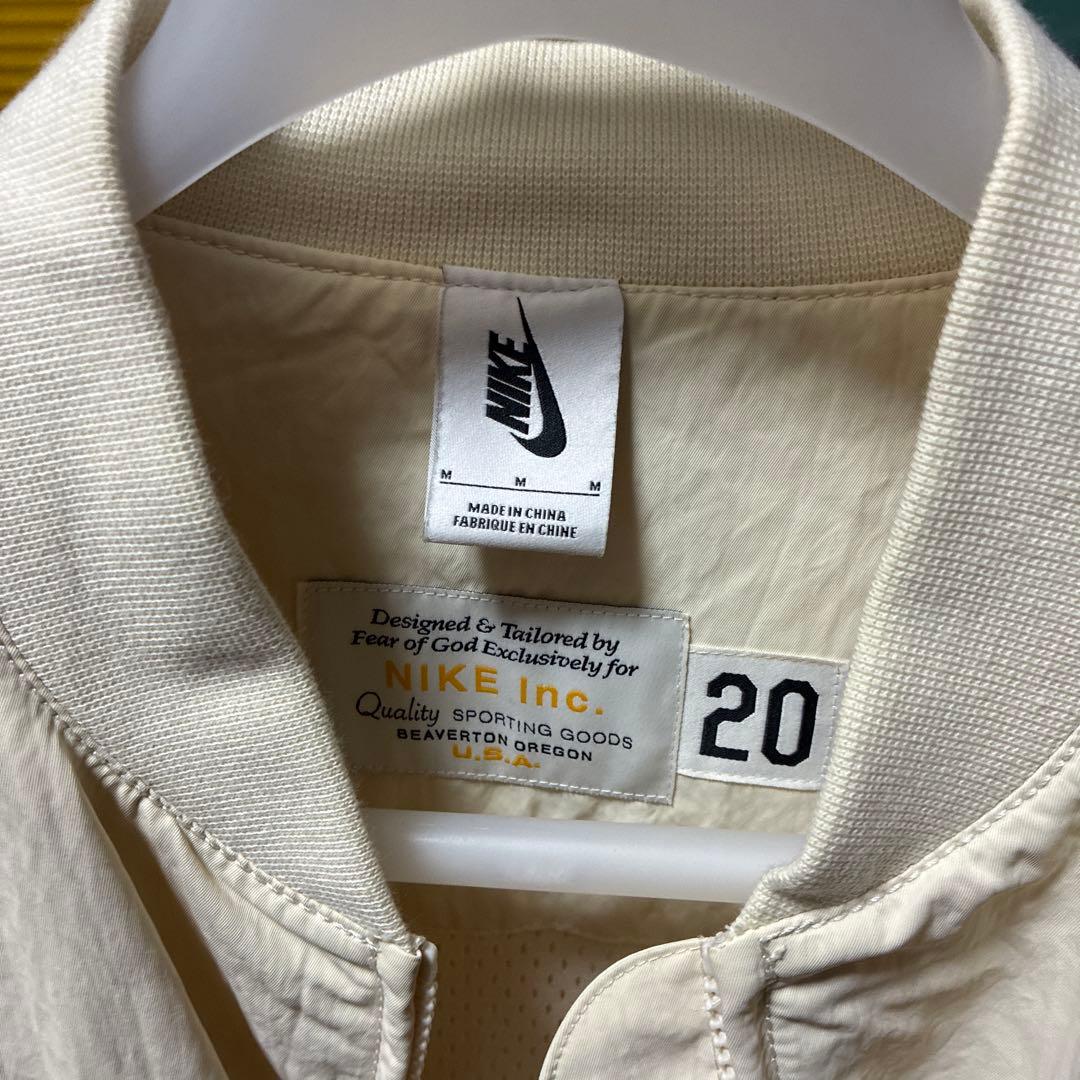 NIKE
M M M
MADE IN CHINA
FABRIQUE EN CHINE
Designed & Tailored by
Fear of God Exclusively for
NIKE Inc.
Quality SPORTING GOODS
BEAVERTON OREGON
U.S.A.
20